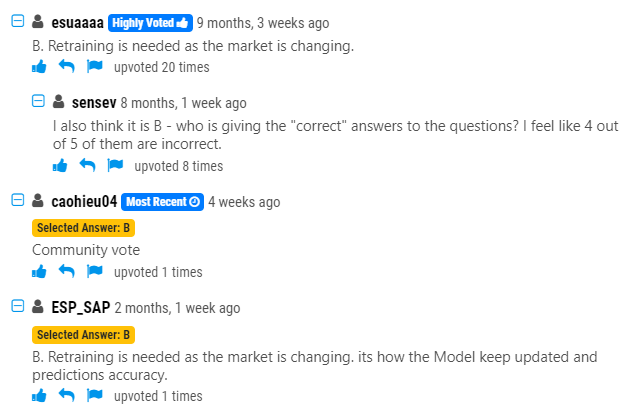 esuaaaa Highly Voted 9 months, 3 weeks ago
B. Retraining is needed as the market is changing.
upvoted 20 times
sensev 8 months, 1 week ago
I also think it is B - who is giving the "correct" answers to the questions? I feel like 4 out
of 5 of them are incorrect.
upvoted 8 times
caohieu04 Most Recent 4 weeks ago
Selected Answer: B
Community vote
upvoted 1 times
ESP_SAP 2 months, 1 week ago
Selected Answer: B
B. Retraining is needed as the market is changing. its how the Model keep updated and
predictions accuracy.
upvoted 1 times